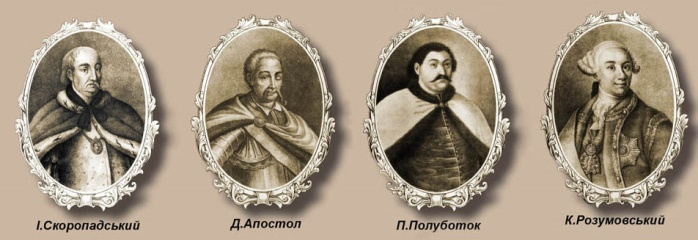 І.Скоропадський
Д.Апостол
П.Полуботок
К.Розумовський